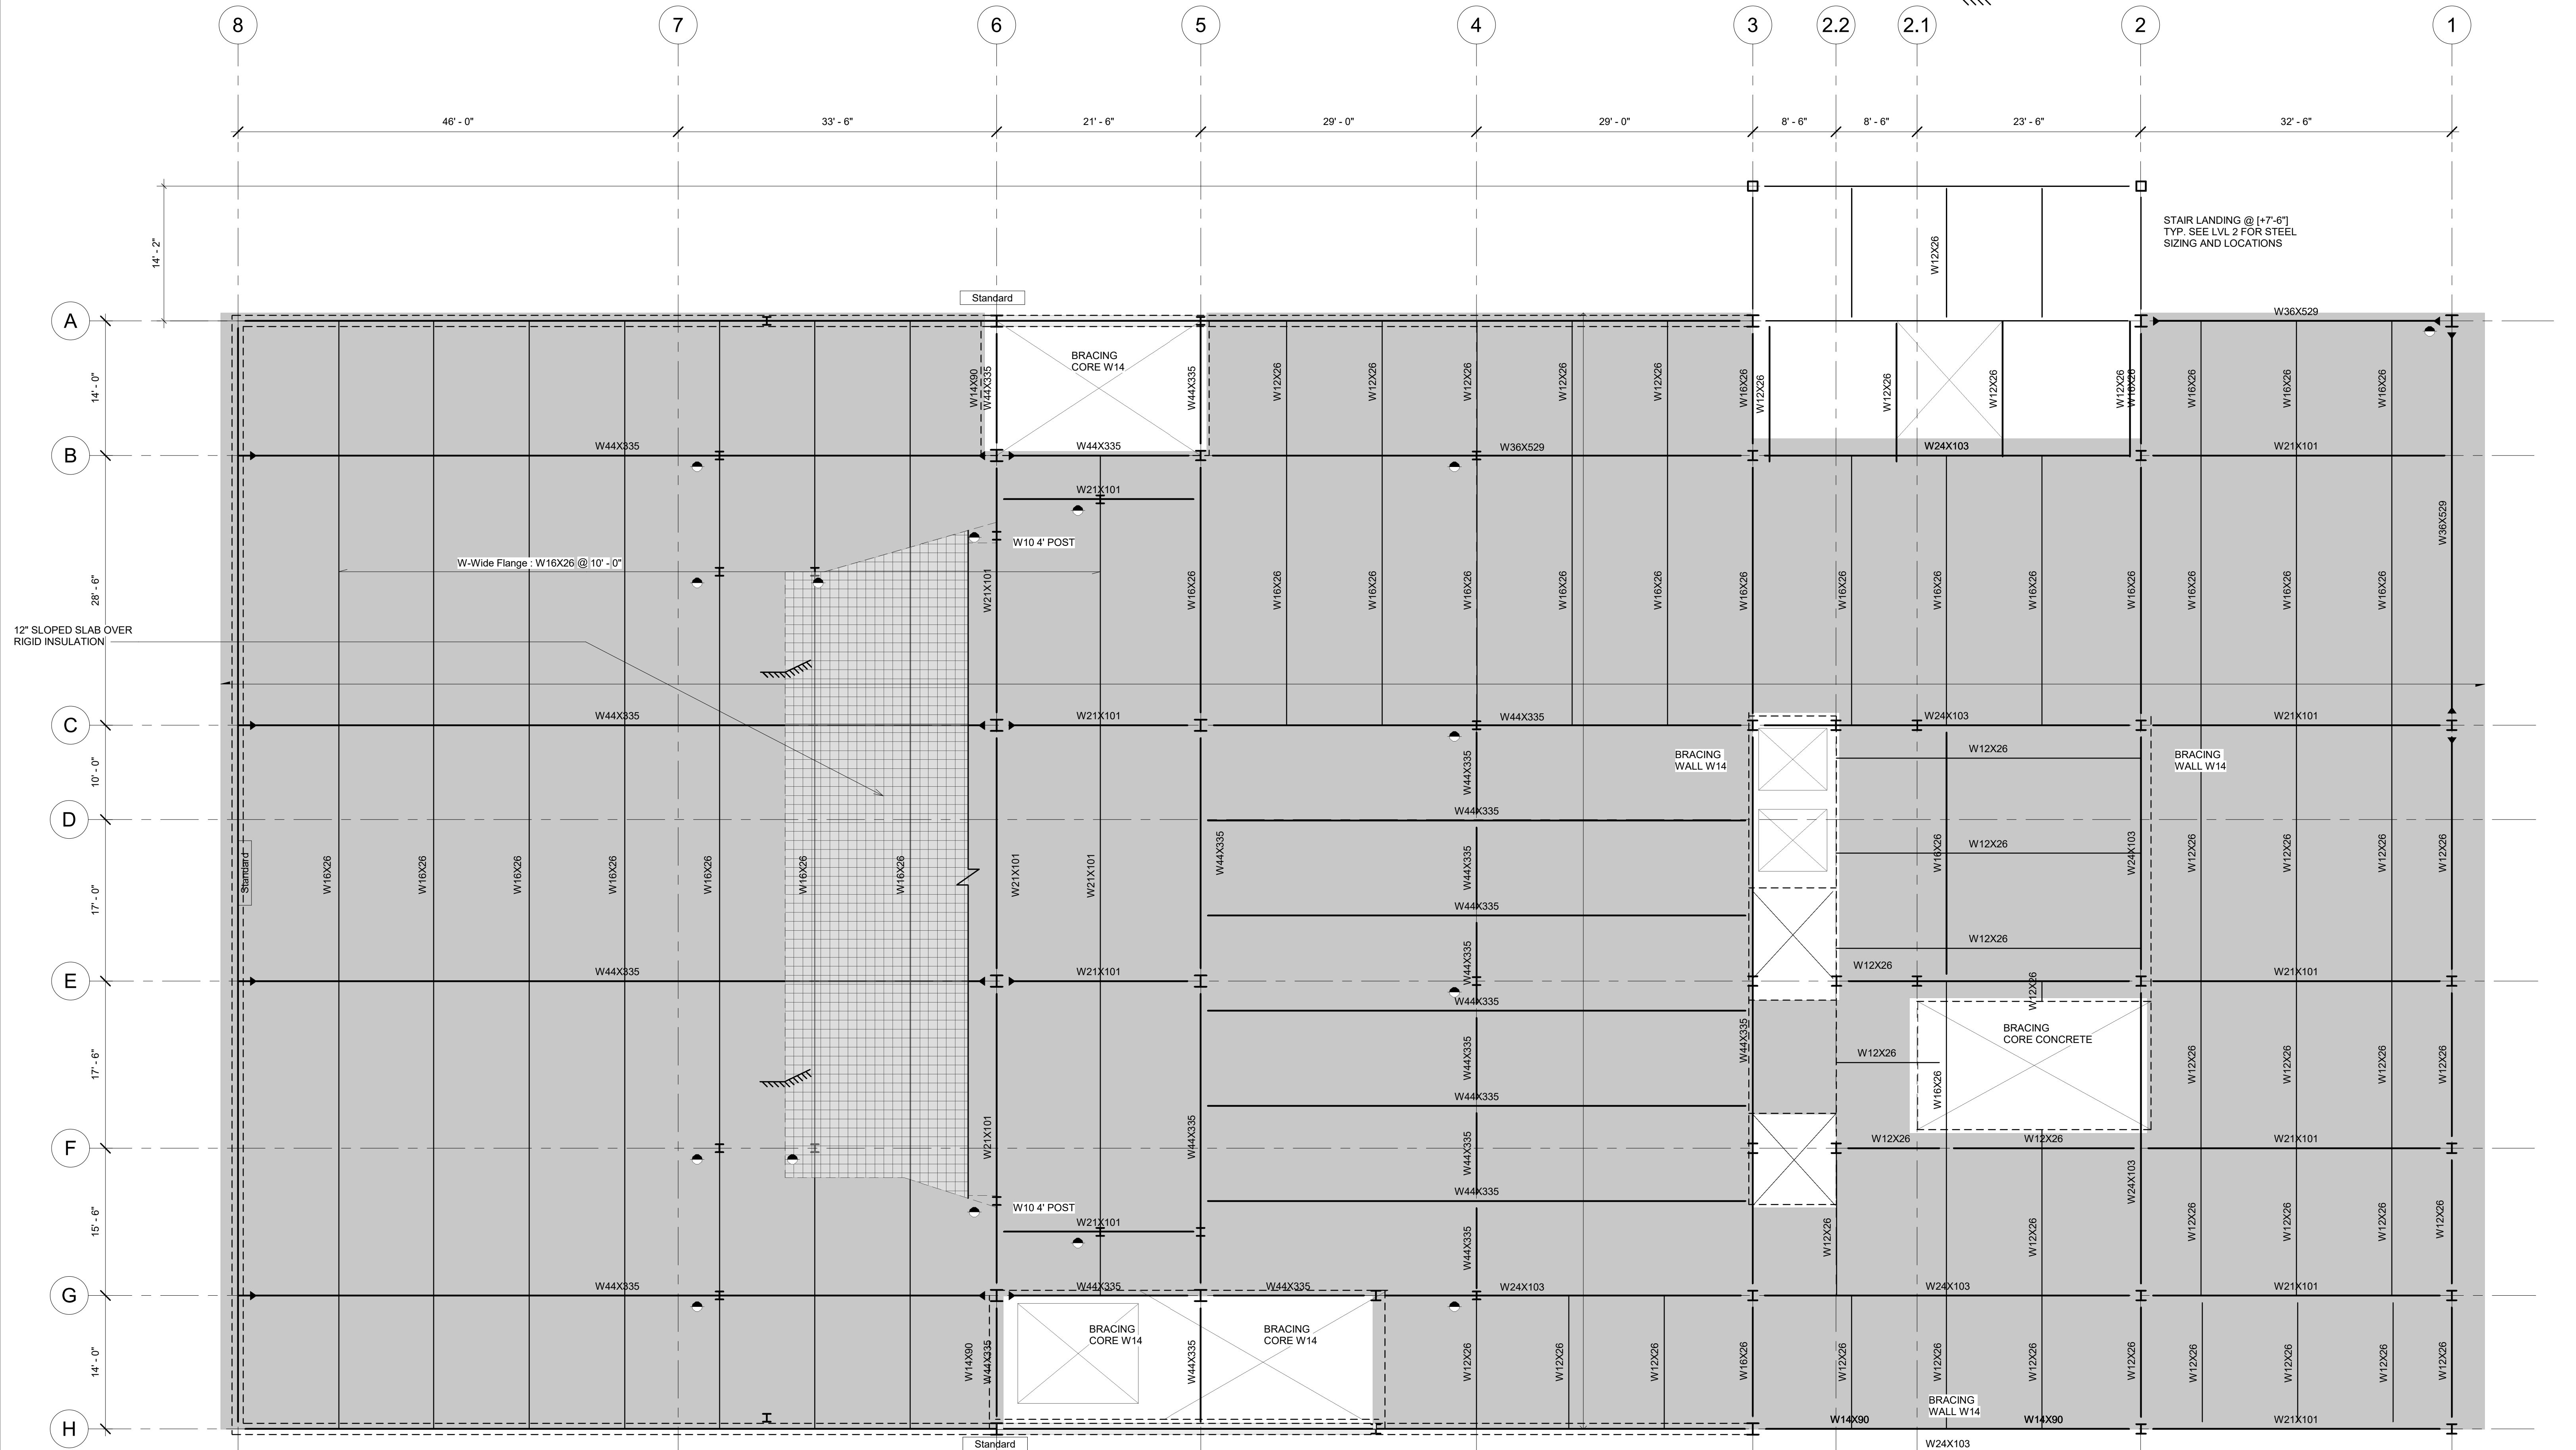 8 7 6 5 4 3 2.2 2.1 2 1
46' - 0" 33' - 6" 21' - 6" 29' - 0" 29' - 0" 8' - 6" 8' - 6" 23' - 6" 32' - 6"
14' - 2"
W12X26
STAIR LANDING @ [+7'-6"]
TYP. SEE LVL 2 FOR STEEL
SIZING AND LOCATIONS
Standard
A
W36X529
14' - 0"
W14X90 W44X335
BRACING
CORE W14
W44X335 W12X26 W12X26 W12X26 W12X26 W12X26 W16X26 W12X26 W12X26 W12X26 W12X26 W16X26 W16X26 W16X26 W16X26
B
W44X335 W44X335 W36X529 W24X103 W21X101
W21X101
W36X529
W10 4' POST
W-Wide Flange : W16X26 @ 10' - 0"
28' - 6"
W21X101 W16X26 W16X26 W16X26 W16X26 W16X26 W16X26 W16X26 W16X26 W16X26 W16X26 W16X26 W16X26 W16X26 W16X26
12" SLOPED SLAB OVER
RIGID INSULATION
C
W44X335 W21X101 W44X335 W24X103 W21X101
10' - 0"
W44X335
BRACING
WALL W14
W12X26
BRACING
WALL W14
D
W44X335
17' - 0"
Standard
W16X26 W16X26 W16X26 W16X26 W16X26 W16X26 W16X26 W21X101 W21X101 W44X335 W44X335 W16X26 W12X26 W24X103 W12X26 W12X26 W12X26 W12X26
W44X335
W12X26
W44X335
W12X26
E
W44X335 W21X101 W21X101
W12X26
W44X335
17' - 6"
W44X335 W44X335 W12X26 W16X26
BRACING
CORE CONCRETE
W12X26 W12X26 W12X26 W12X26
W44X335
F
W21X101 W44X335 W44X335 W12X26 W12X26 W21X101
W24X103
W44X335
W10 4' POST
W21X101
15' - 6"
W44X335 W12X26 W12X26 W12X26 W12X26 W12X26 W12X26
G
W44X335 W44X335 W44X335 W24X103 W24X103 W21X101
14' - 0"
W14X90 W44X335
BRACING
CORE W14
W44X335
BRACING
CORE W14
W12X26 W12X26 W12X26 W16X26 W12X26 W12X26 W12X26 W12X26 W12X26 W12X26 W12X26 W12X26
BRACING
WALL W14
H
W14X90 W14X90 W21X101
Standard
W24X103